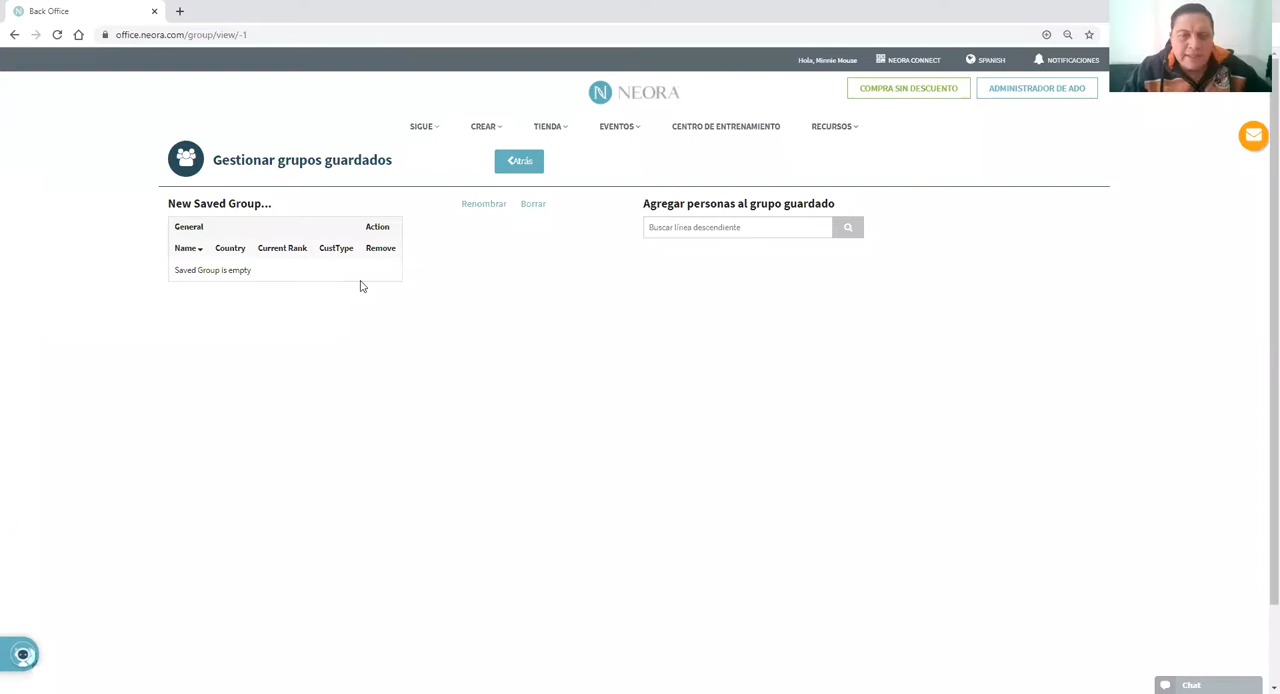 Back Office
office.neora.com/group/view/-1
Hola, Minnie Mouse NEORA CONNECT SPANISH NOTIFICACIONES
N NEORA
COMPRA SIN DESCUENTO ADMINISTRADOR DE ADO
SIGUE CREAR TIENDA EVENTOS CENTRO DE ENTRENAMIENTO RECURSOS
Gestionar grupos guardados Atrás
New Saved Group... Renombrar Borrar
General Action
Name Country Current Rank CustType Remove
Saved Group is empty
Agregar personas al grupo guardado
Buscar línea descendiente
Chat